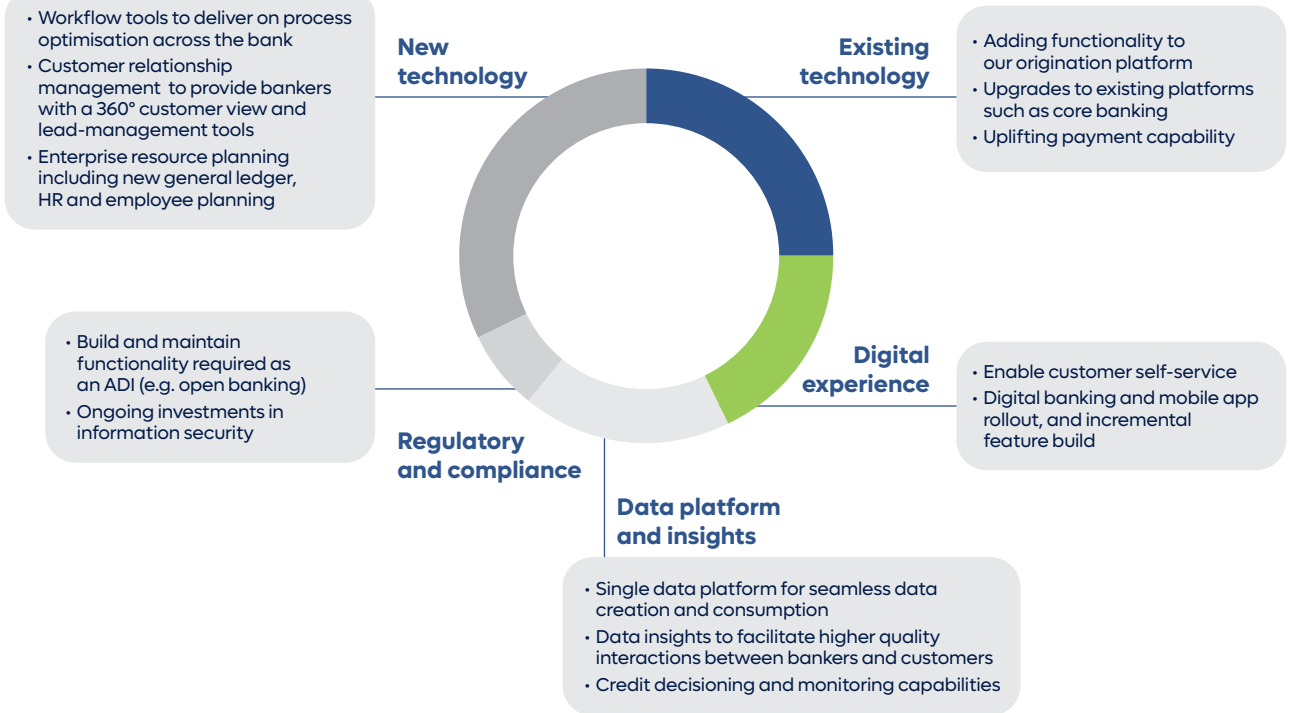 • Workflow tools to deliver on process
optimisation across the bank
• Customer relationship
management to provide bankers
with a 360° customer view and
lead-management tools
• Enterprise resource planning
including new general ledger,
HR and employee planning
New
technology
Existing
technology
• Adding functionality to
our origination platform
• Upgrades to existing platforms
such as core banking
• Uplifting payment capability
• Build and maintain
functionality required as
an ADI (e.g. open banking)
• Ongoing investments in
information security
Regulatory
and compliance
Digital
experience
• Enable customer self-service
• Digital banking and mobile app
rollout, and incremental
feature build
Data platform
and insights
• Single data platform for seamless data
creation and consumption
• Data insights to facilitate higher quality
interactions between bankers and customers
• Credit decisioning and monitoring capabilities